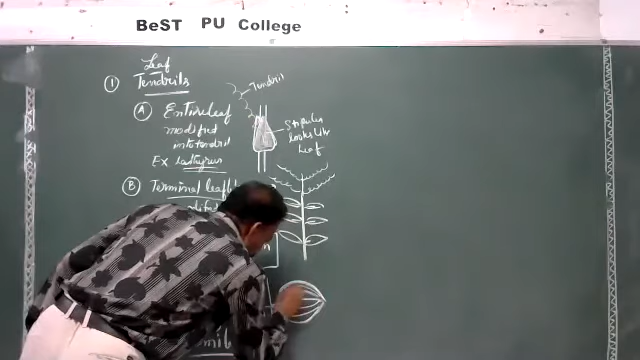 BeST PU College
Leaf
① Tendrils
Tendril
Ⓐ Entire leaf
modified
into tendril
Ex Lathyrus
Stipules
looks like
Leaf
Ⓑ Terminal leafl